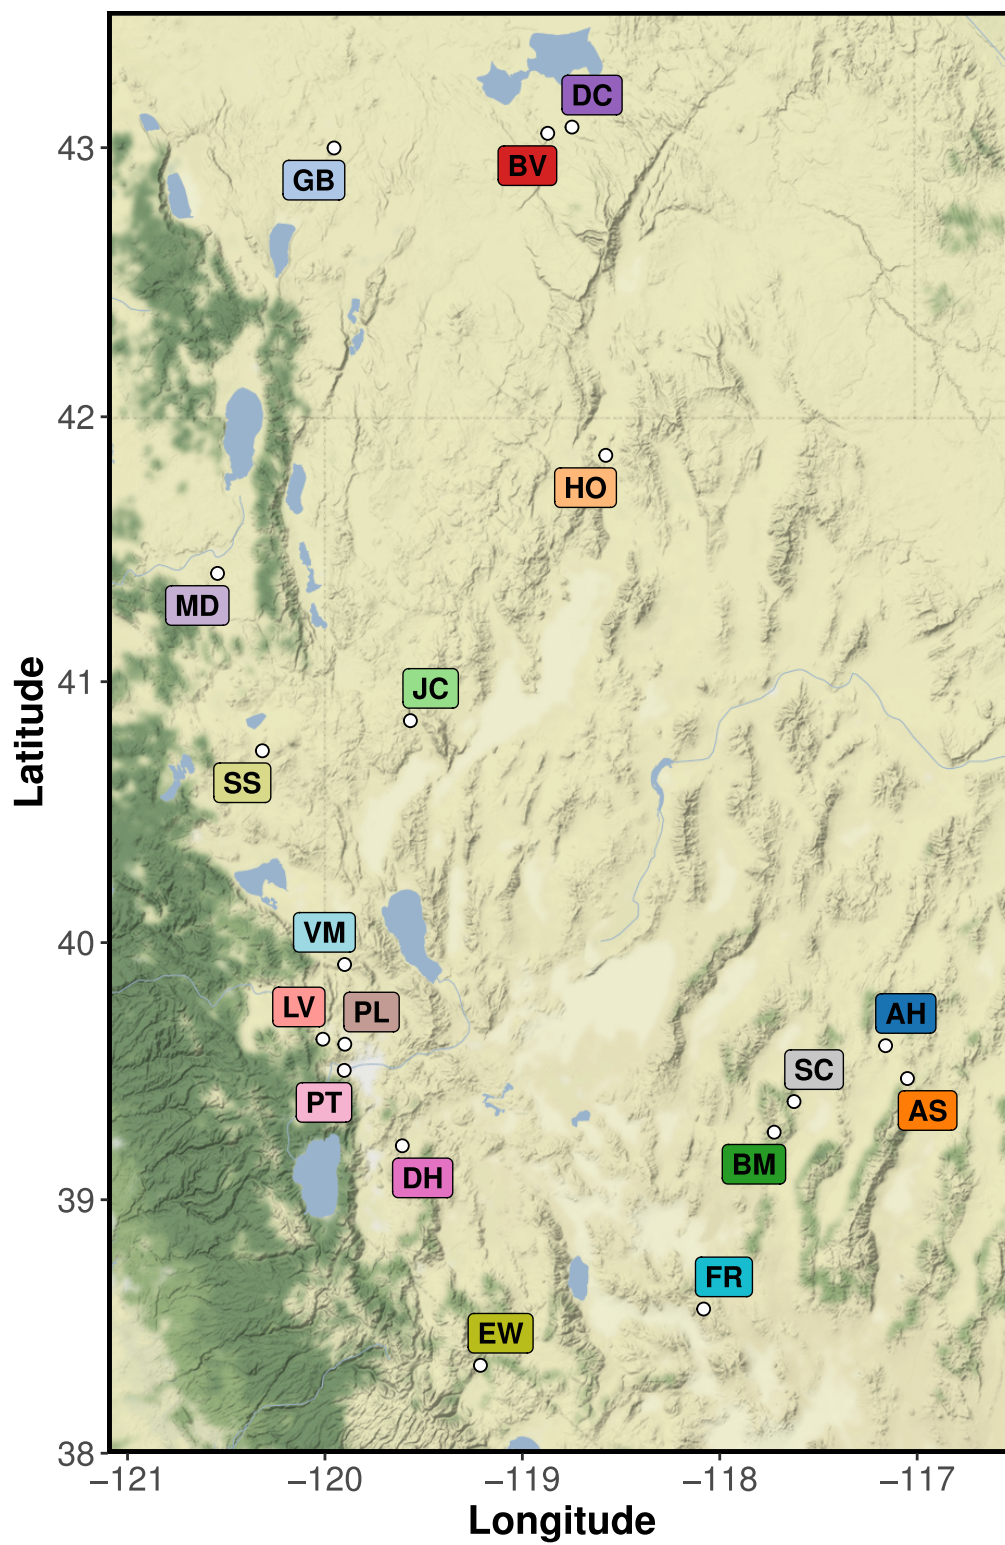 DC
43
BV
GB
42
HO
MD
41
JC
SS
Latitude
40
VM
LV
PL
AH
SC
PT
AS
BM
DH
39
FR
EW
38
−121
−120
−119
−118
−117
Longitude